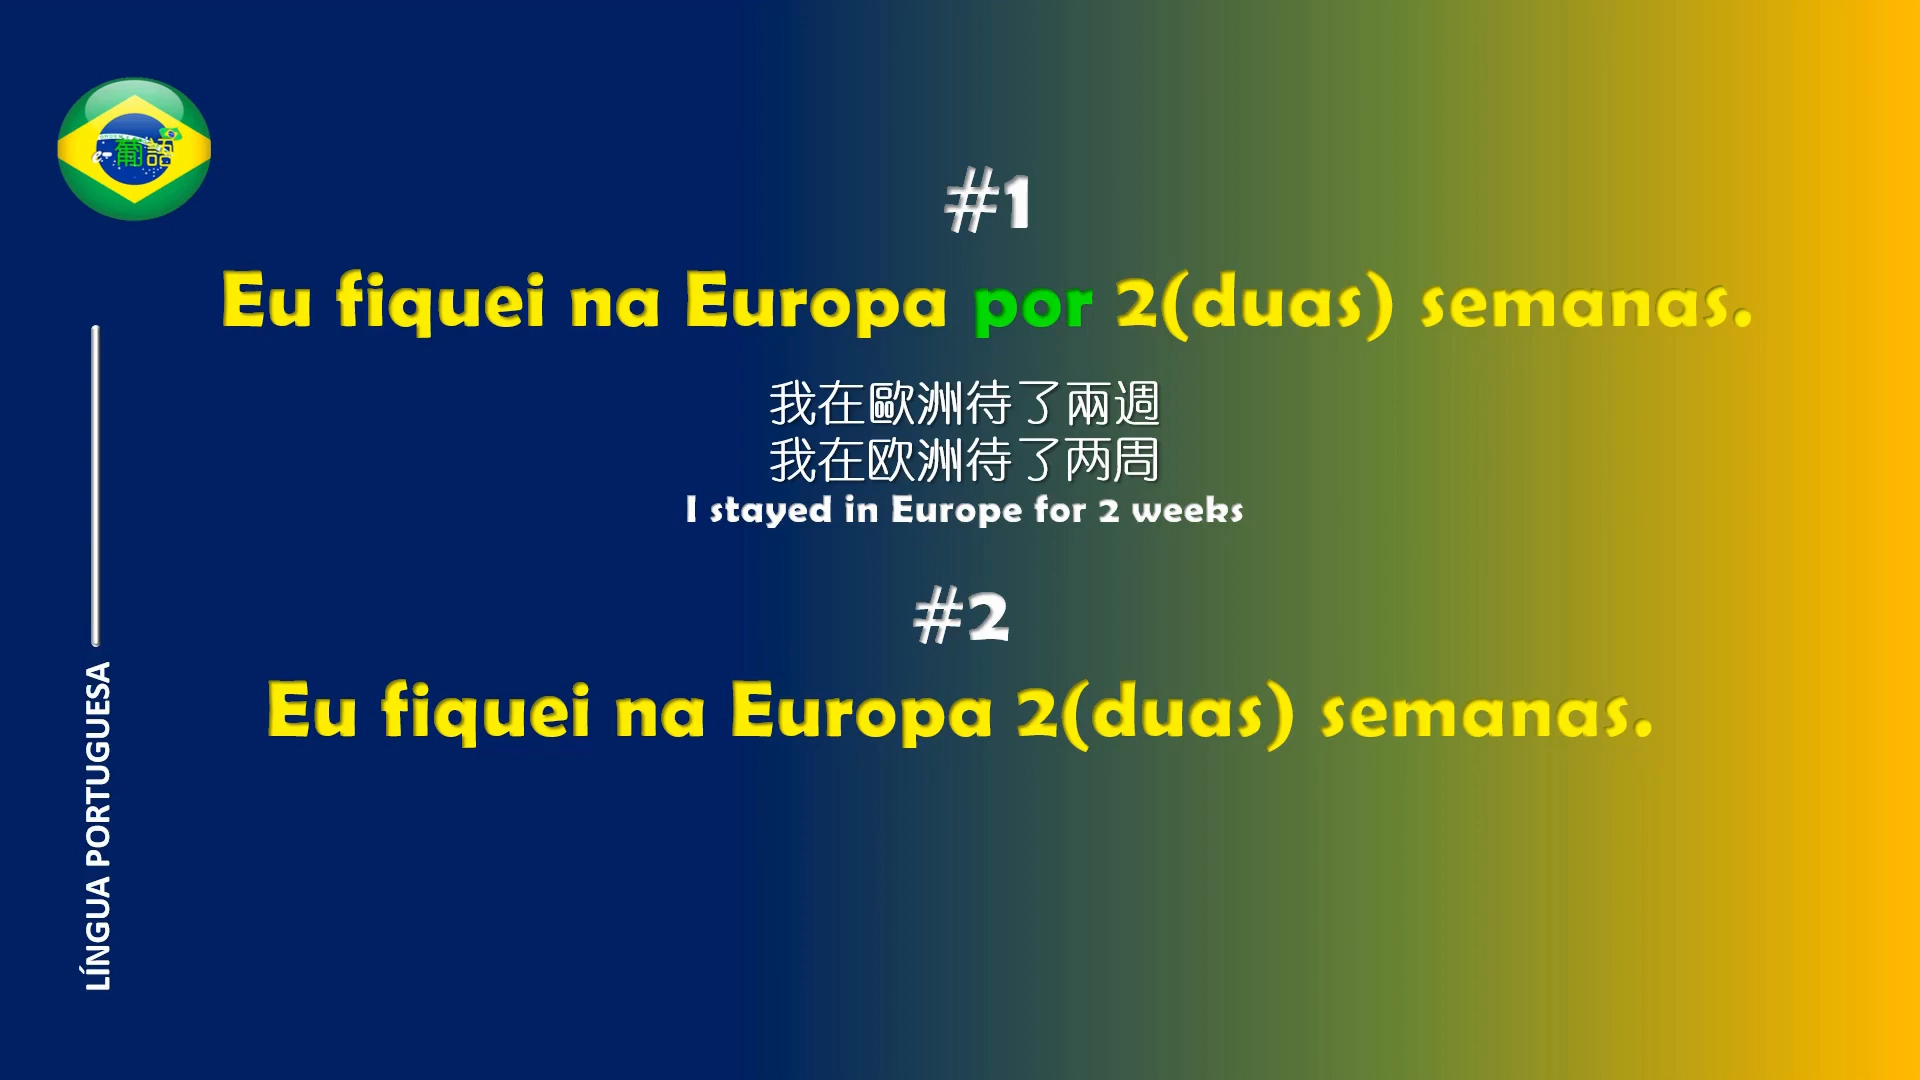 e-葡語
#1
Eu fiquei na Europa por 2(duas) semanas.
我在歐洲待了兩週
我在欧洲待了两周
I stayed in Europe for 2 weeks
#2
Eu fiquei na Europa 2(duas) semanas.
LÍNGUA PORTUGUESA